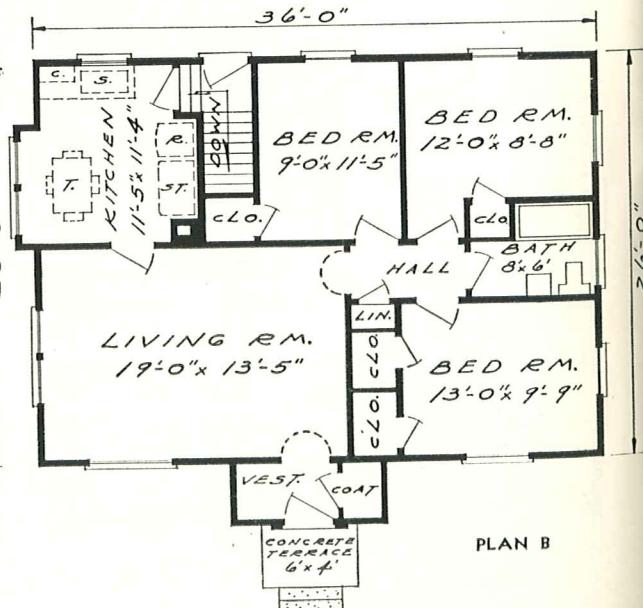 36'-0"
C.
S.
KITCHEN
11'-5"x 11'-4"
T.
R.
ST.
DOWN
BED RM.
9'-0"x 11'-5"
BED RM.
12'-0"x 8'-8"
CLO.
CLO
BATH
8'x 6'
HALL
LIN.
LIVING RM.
19'-0"x 13'-5"
CLO.
CLO.
BED RM.
13'-0"x 9'-9"
VEST.
COAT
CONCRETE
TERRACE
6'x 4'
PLAN B